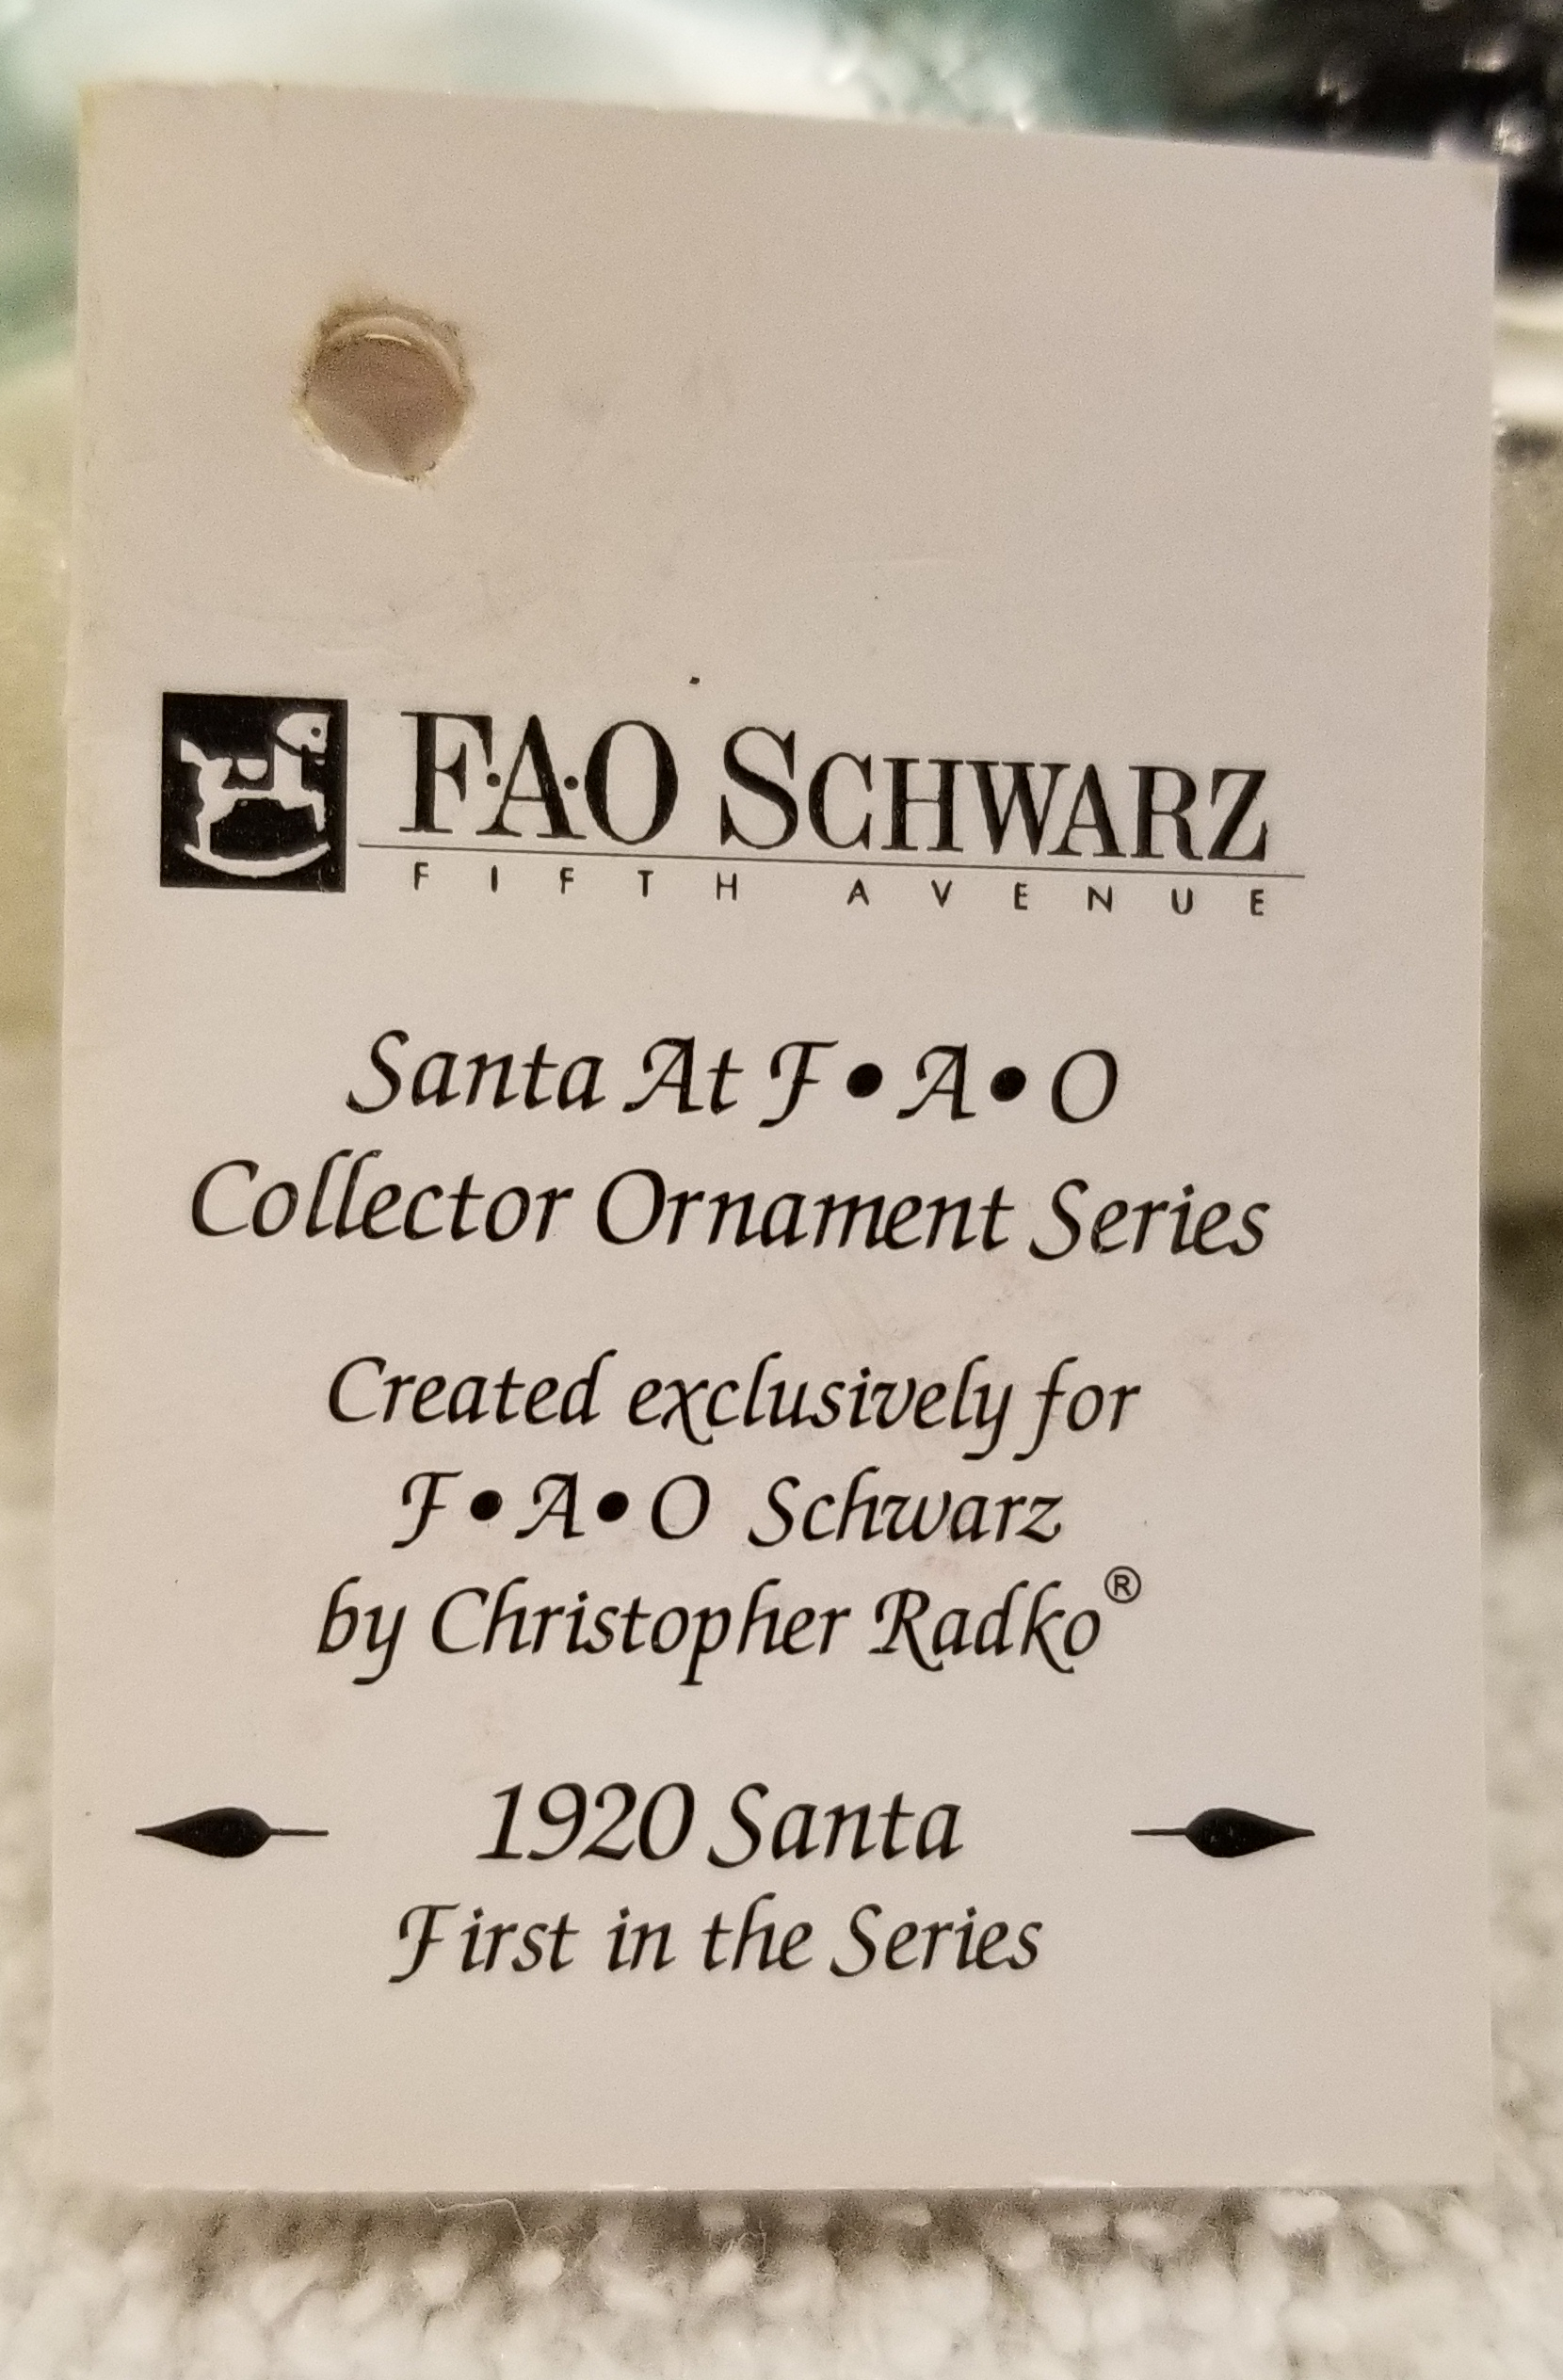 F·A·O SCHWARZ
FIFTH AVENUE
Santa At F•A•O
Collector Ornament Series
Created exclusively for
F•A•O Schwarz
by Christopher Radko®
1920 Santa
First in the Series